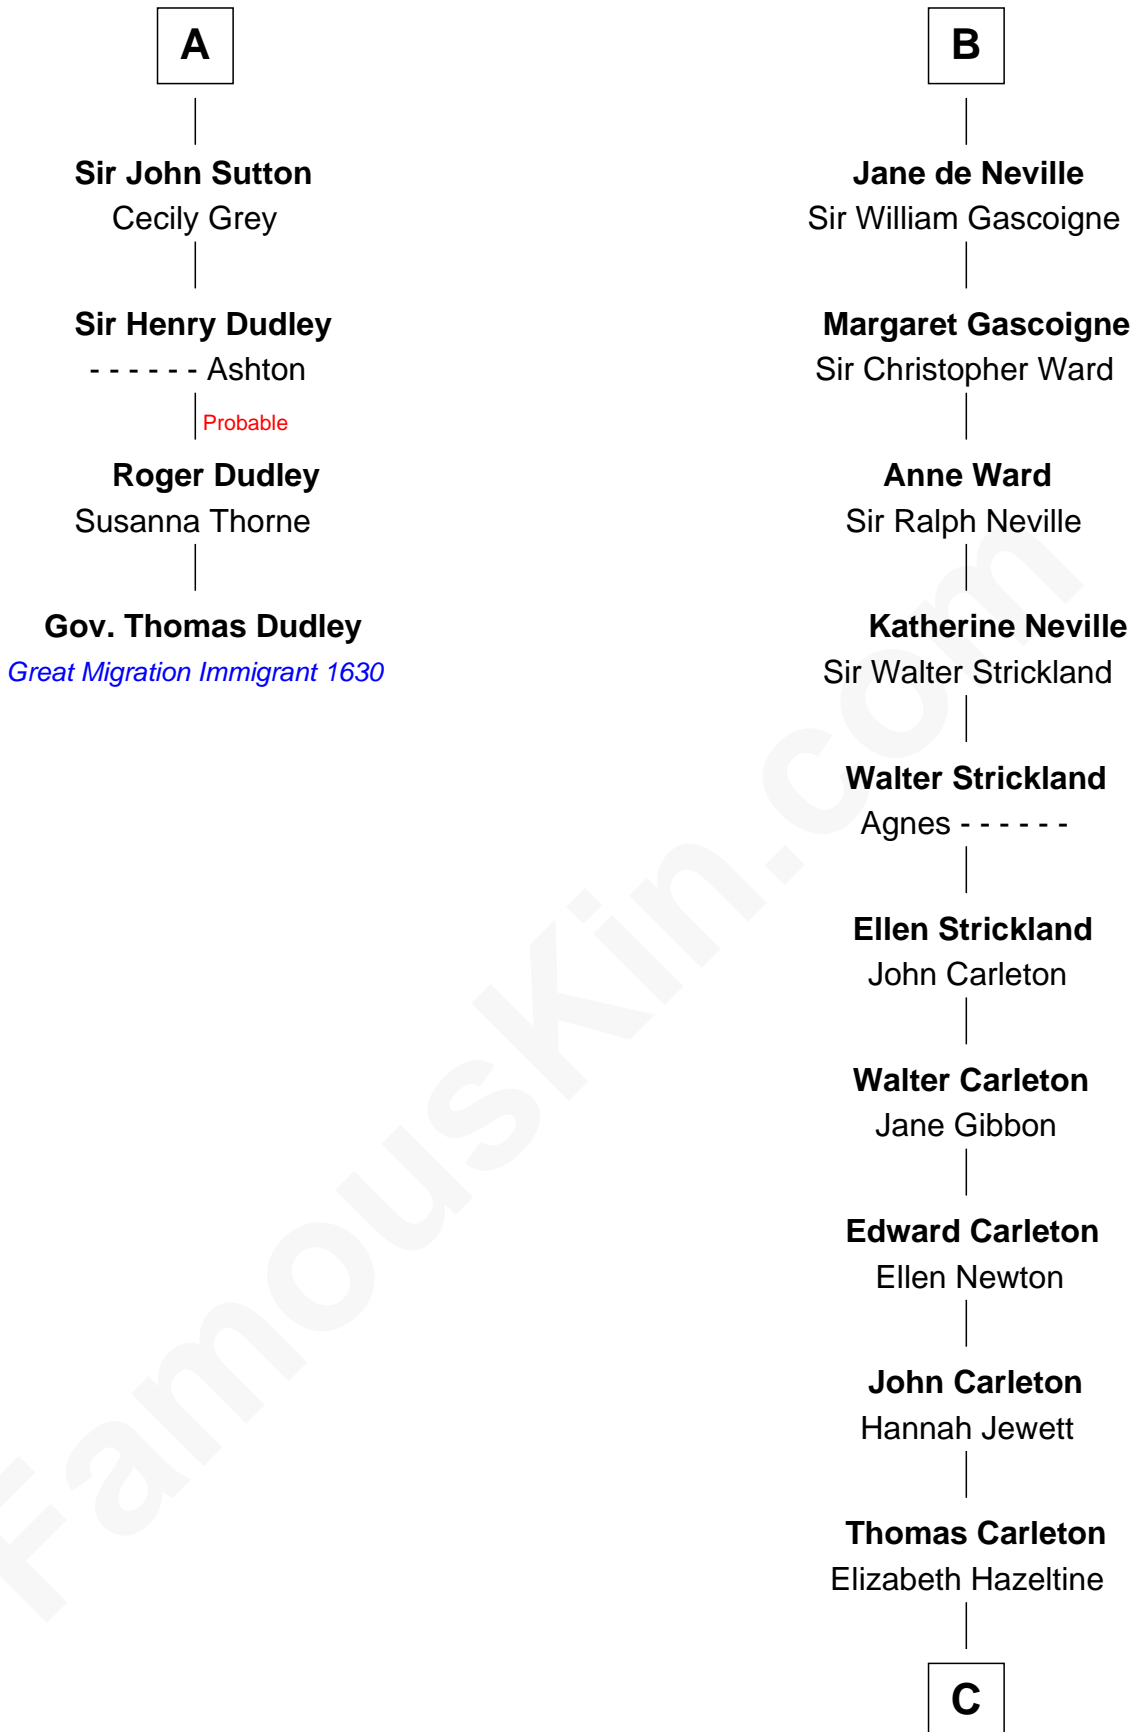 A
Sir John Sutton
Cecily Grey
Sir Henry Dudley
- - - - - - Ashton
Probable
Roger Dudley
Susanna Thorne
Gov. Thomas Dudley
Great Migration Immigrant 1630
B
Jane de Neville
Sir William Gascoigne
Margaret Gascoigne
Sir Christopher Ward
Anne Ward
Sir Ralph Neville
Katherine Neville
Sir Walter Strickland
Walter Strickland
Agnes - - - - - -
Ellen Strickland
John Carleton
Walter Carleton
Jane Gibbon
Edward Carleton
Ellen Newton
John Carleton
Hannah Jewett
Thomas Carleton
Elizabeth Hazeltine
C
FamousKin.com